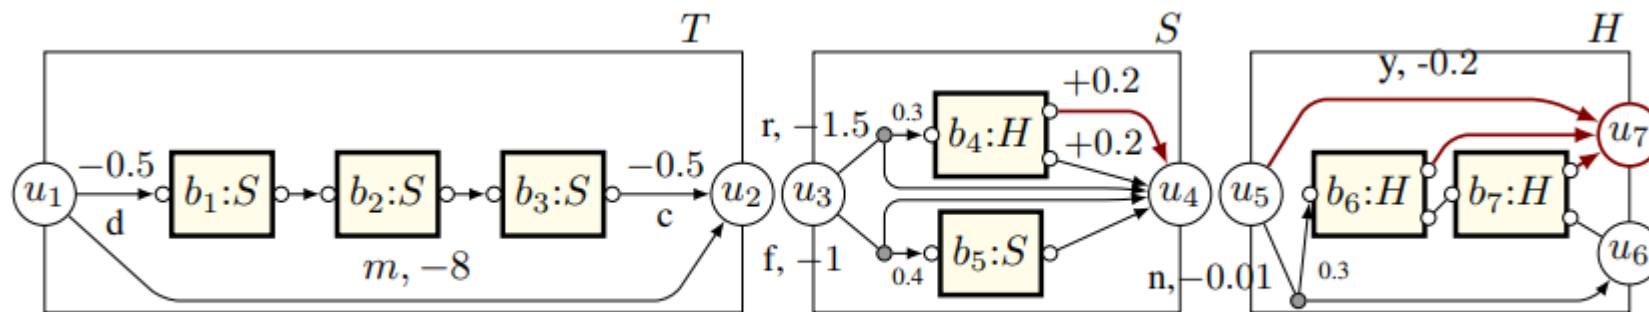 T
S
H
y, -0.2
+0.2
r, −1.5
0.3
b₄:H
+0.2
u₇
−0.5
−0.5
u₁
b₁:S
b₂:S
b₃:S
u₂
u₃
u₄
u₅
b₆:H
b₇:H
d
c
m, −8
f, −1
0.4
b₅:S
n,−0.01
0.3
u₆